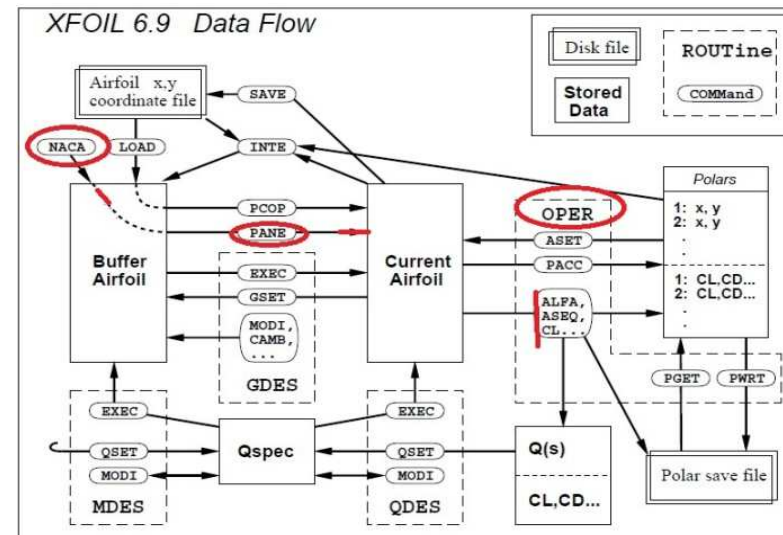 XFOIL 6.9 Data Flow
Disk file
ROUTine
Stored
Data
COMMand
Airfoil x,y
coordinate file
SAVE
NACA
LOAD
INTE
Polars
1: x, y
2: x, y
.
.
1: CL,CD...
2: CL,CD...
.
.
PCOP
OPER
PANE
ASET
Buffer
Airfoil
Current
Airfoil
EXEC
PACC
GSET
ALFA,
ASEQ,
CL...
MODI,
CAMB,
...
GDES
PGET
PWRT
EXEC
EXEC
QSET
Qspec
QSET
Q(s)
MODI
MODI
Polar save file
MDES
QDES
CL,CD...